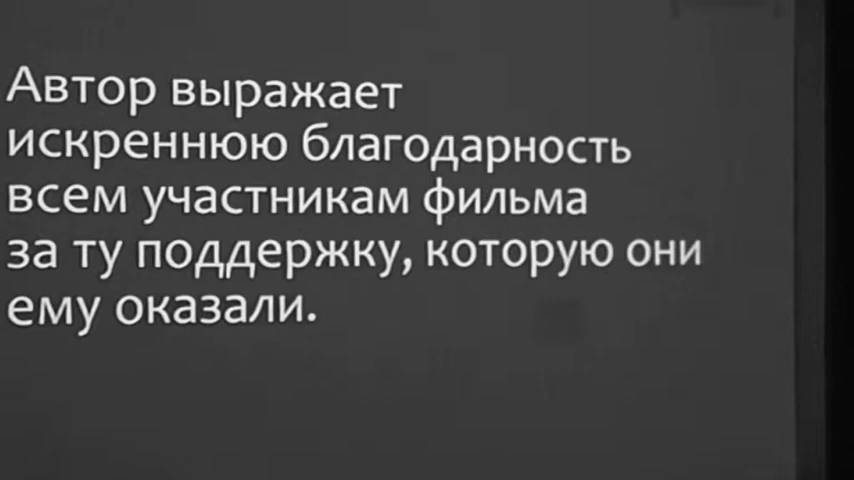 Автор выражает
искреннюю благодарность
всем участникам фильма
за ту поддержку, которую они
ему оказали.